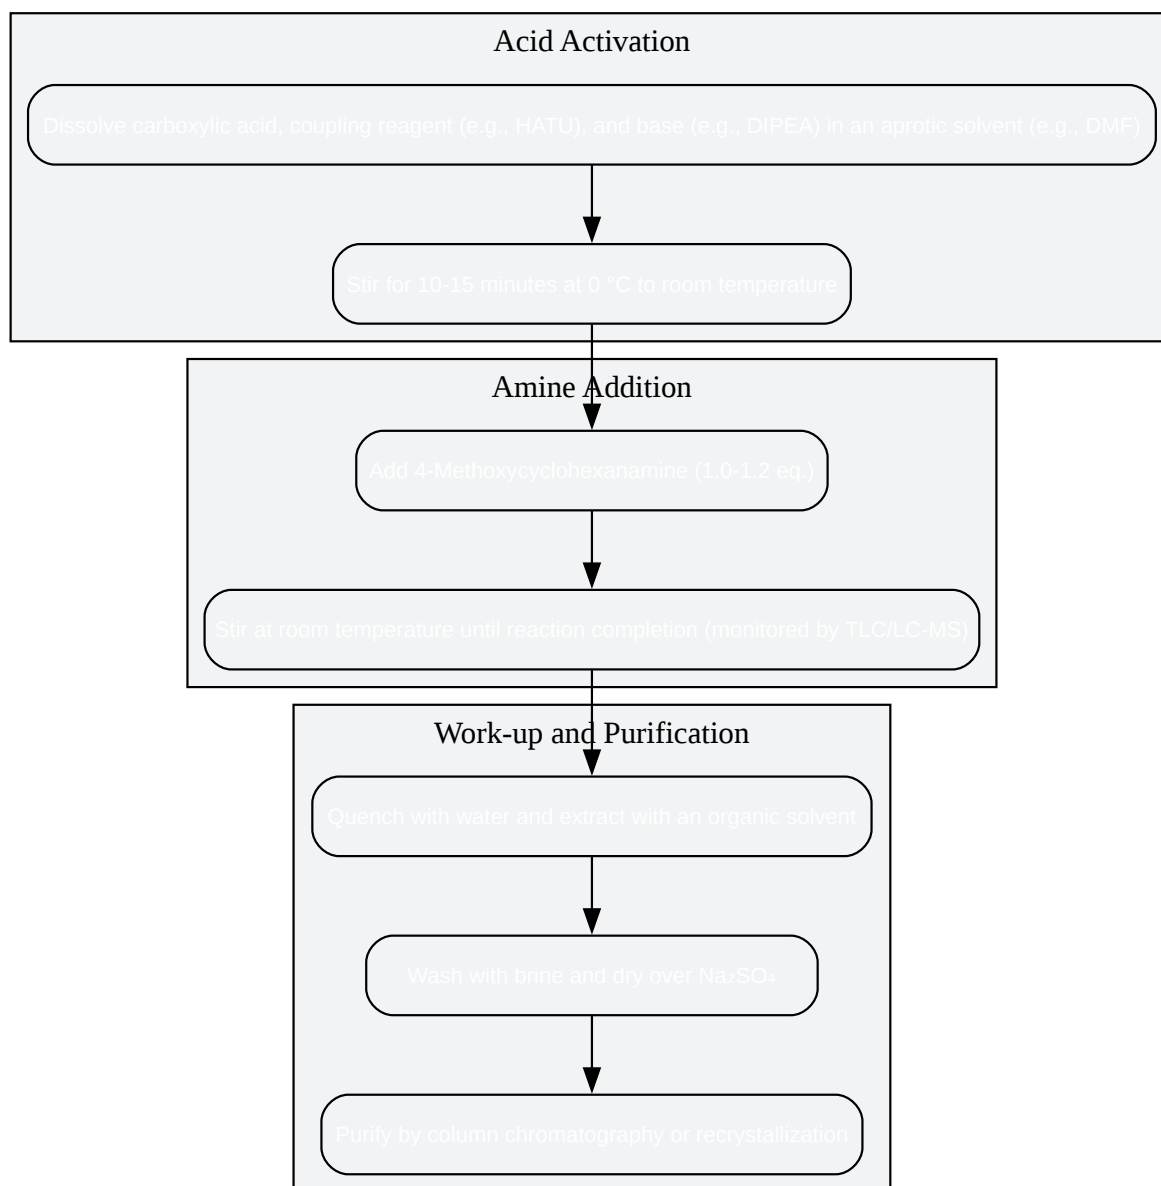 Acid Activation
Dissolve carboxylic acid, coupling reagent (e.g., HATU), and base (e.g., DIPEA) in an aprotic solvent (e.g., DMF)
Stir for 10-15 minutes at 0 °C to room temperature
Amine Addition
Add 4-Methoxycyclohexanamine (1.0-1.2 eq.)
Stir at room temperature until reaction completion (monitored by TLC/LC-MS)
Work-up and Purification
Quench with water and extract with an organic solvent
Wash with brine and dry over Na₂SO₄
Purify by column chromatography or recrystallization